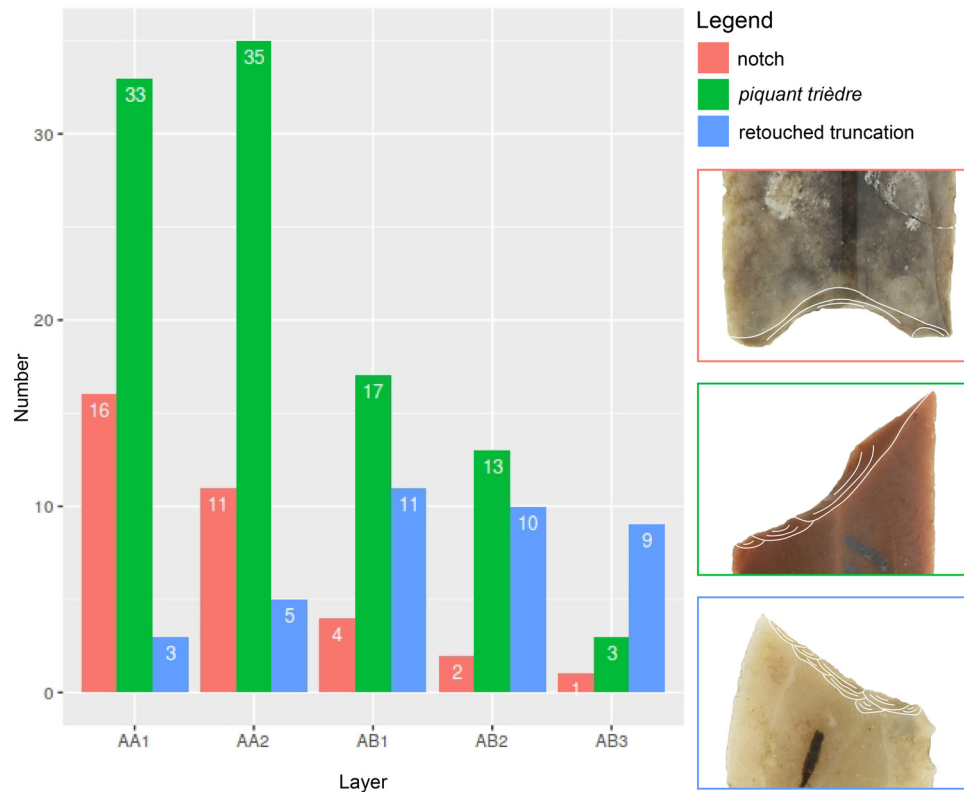 Legend
notch
piquant trièdre
retouched truncation
Number
30
20
10
0
16
33
3
11
35
5
4
17
11
2
13
10
1
3
9
AA1
AA2
AB1
AB2
AB3
Layer